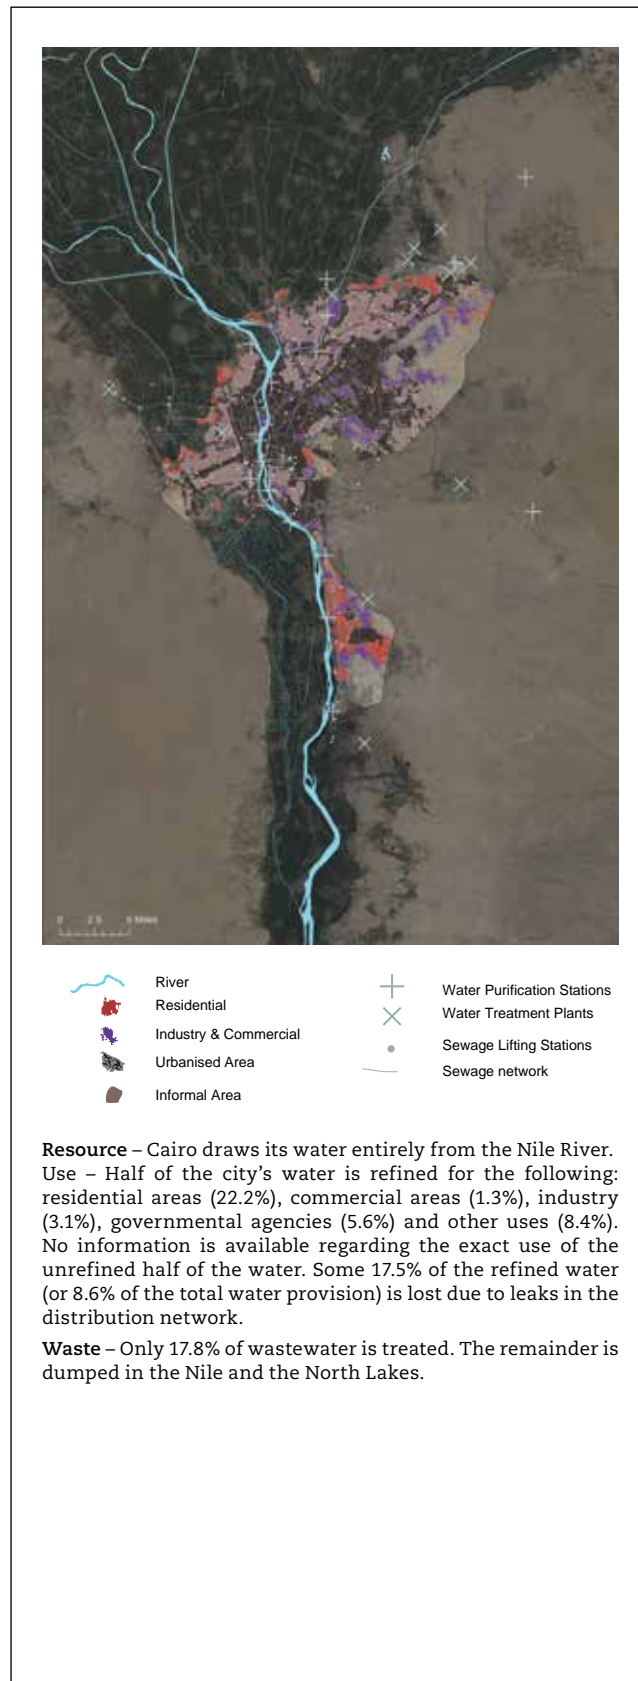 0 2.5 5 Miles
River
Residential
Industry & Commercial
Urbanised Area
Informal Area
Water Purification Stations
Water Treatment Plants
Sewage Lifting Stations
Sewage network
Resource – Cairo draws its water entirely from the Nile River.
Use – Half of the city’s water is refined for the following:
residential areas (22.2%), commercial areas (1.3%), industry
(3.1%), governmental agencies (5.6%) and other uses (8.4%).
No information is available regarding the exact use of the
unrefined half of the water. Some 17.5% of the refined water
(or 8.6% of the total water provision) is lost due to leaks in the
distribution network.
Waste – Only 17.8% of wastewater is treated. The remainder is
dumped in the Nile and the North Lakes.